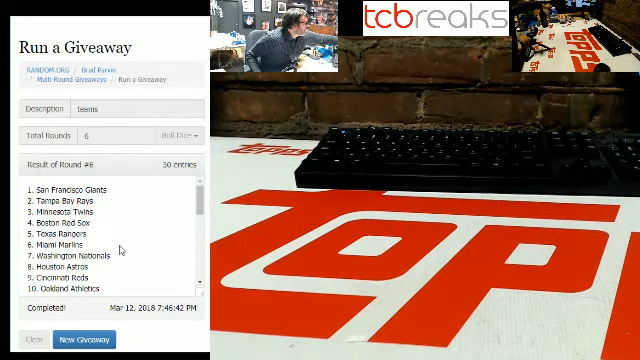 Run a Giveaway
RANDOM.ORG / Brad Parvin
/ Multi-Round Giveaways / Run a Giveaway
Description teams
Total Rounds 6 Roll Dice
Result of Round #6 30 entries
1. San Francisco Giants
2. Tampa Bay Rays
3. Minnesota Twins
4. Boston Red Sox
5. Texas Rangers
6. Miami Marlins
7. Washington Nationals
8. Houston Astros
9. Cincinnati Reds
10. Oakland Athletics
Completed! Mar 12, 2018 7:46:42 PM
Clear New Giveaway
tcbreaks
TOPPS
TOPPS
TOP